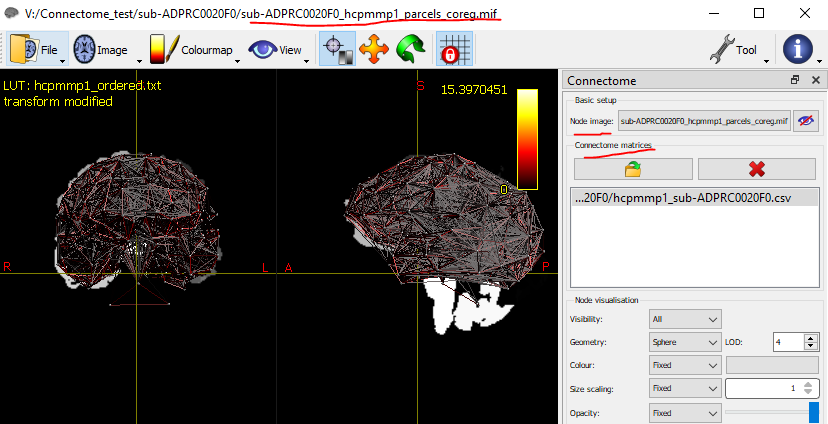 V:/Connectome_test/sub-ADPRC0020F0/sub-ADPRC0020F0_hcpmmp1_parcels_coreg.mif
File Image Colourmap View Tool
LUT: hcpmmp1_ordered.txt
transform modified
S
15.3970451
0
R
L
A
P
Connectome
Basic setup
Node image: sub-ADPRC0020F0_hcpmmp1_parcels_coreg.mif
Connectome matrices
...20F0/hcpmmp1_sub-ADPRC0020F0.csv
Node visualisation
Visibility: All
Geometry: Sphere LOD: 4
Colour: Fixed
Size scaling: Fixed 1
Opacity: Fixed